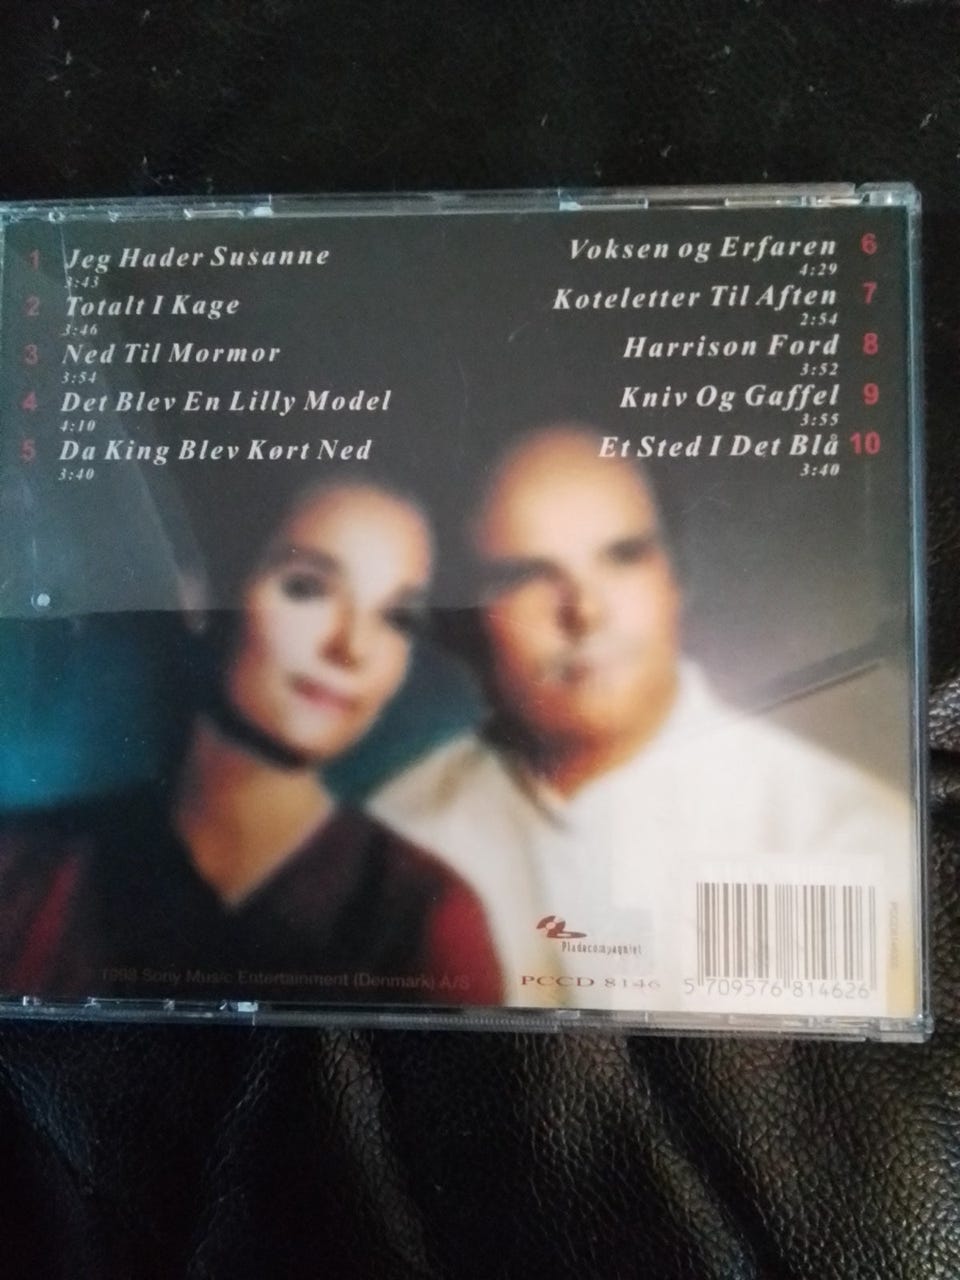 1 Jeg Hader Susanne
3:43
2 Totalt I Kage
3:46
3 Ned Til Mormor
3:54
4 Det Blev En Lilly Model
4:10
5 Da King Blev Kørt Ned
3:40
Voksen og Erfaren 6
4:29
Koteletter Til Aften 7
2:54
Harrison Ford 8
3:52
Kniv Og Gaffel 9
3:55
Et Sted I Det Blå 10
3:40
1998 Sony Music Entertainment (Denmark) A/S
Pladecompagniet
PCCD 8146
5 709576 814626